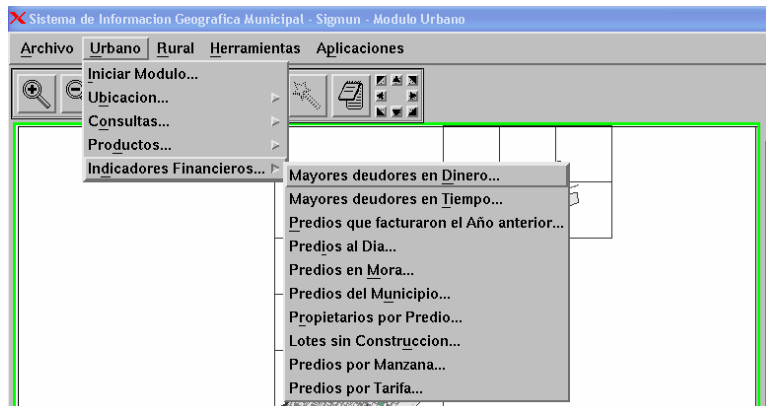 Sistema de Informacion Geografica Municipal - Sigmun - Modulo Urbano
Archivo Urbano Rural Herramientas Aplicaciones
Iniciar Modulo...
Ubicacion...
Consultas...
Productos...
Indicadores Financieros...
Mayores deudores en Dinero...
Mayores deudores en Tiempo...
Predios que facturaron el Año anterior...
Predios al Dia...
Predios en Mora...
Predios del Municipio...
Propietarios por Predio...
Lotes sin Construccion...
Predios por Manzana...
Predios por Tarifa...